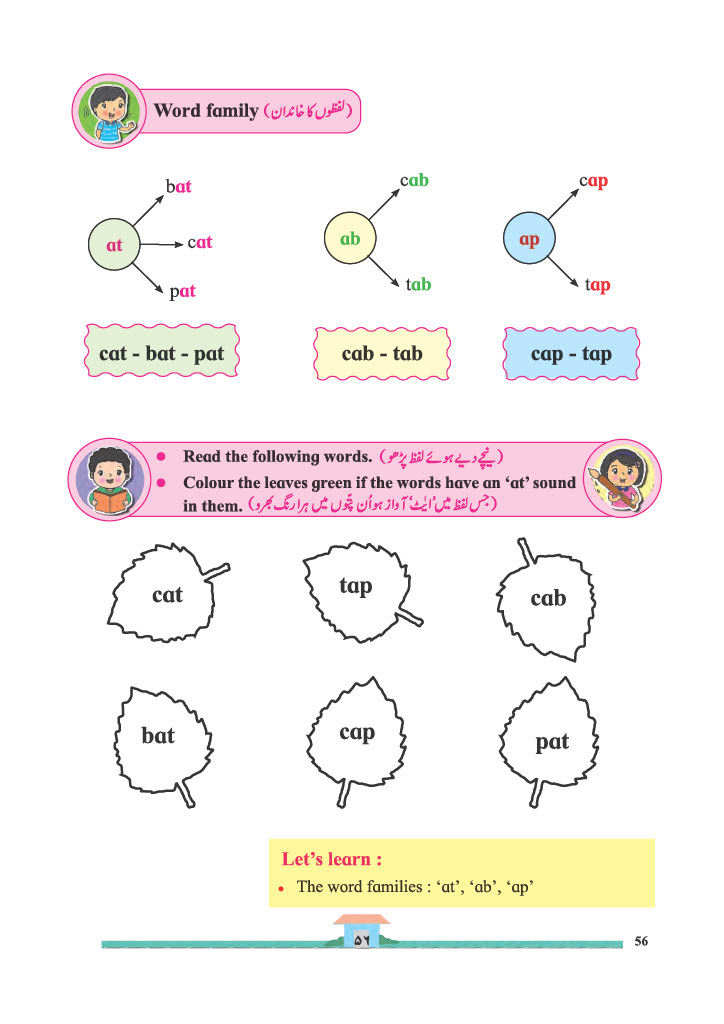 Word family (لفظوں کا خاندان)
bat
at
cat
pat
cab
ab
tab
cap
ap
tap
cat - bat - pat
cab - tab
cap - tap
• Read the following words. (نیچے دیے ہوئے لفظ پڑھو)
• Colour the leaves green if the words have an ‘at’ sound
in them. (جس لفظ میں ’ایٹ‘ آواز ہو اُن پتّوں میں ہرا رنگ بھرو)
cat
tap
cab
bat
cap
pat
Let’s learn :
• The word families : ‘at’, ‘ab’, ‘ap’
۵۶
56